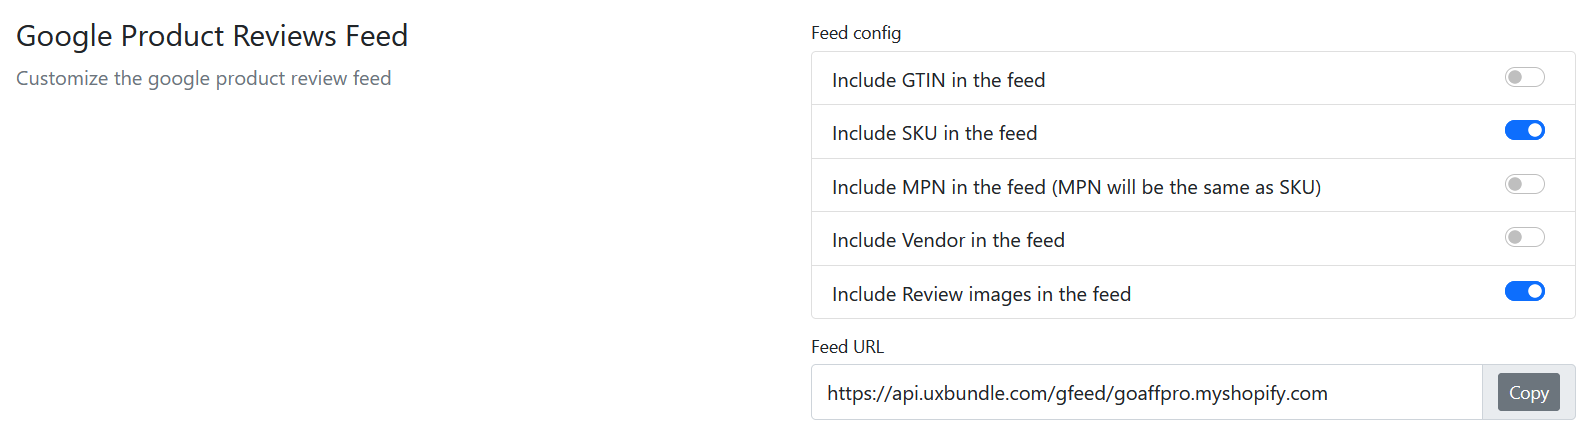 Google Product Reviews Feed
Customize the google product review feed
Feed config
Include GTIN in the feed
Include SKU in the feed
Include MPN in the feed (MPN will be the same as SKU)
Include Vendor in the feed
Include Review images in the feed
Feed URL
https://api.uxbundle.com/gfeed/goaffpro.myshopify.com
Copy